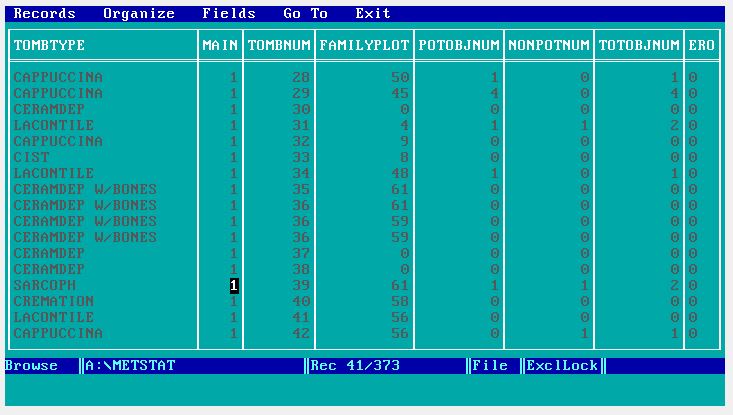 Records Organize Fields Go To Exit
TOMBTYPE MAIN TOMBNUM FAMILYPLOT POTOBJNUM NONPOTNUM TOTOBJNUM ERO
CAPPUCCINA 1 28 50 1 0 1 0
CAPPUCCINA 1 29 45 4 0 4 0
CERAMDEP 1 30 0 0 0 0 0
LACONTILE 1 31 4 1 1 2 0
CAPPUCCINA 1 32 9 0 0 0 0
CIST 1 33 8 0 0 0 0
LACONTILE 1 34 48 1 0 1 0
CERAMDEP W/BONES 1 35 61 0 0 0 0
CERAMDEP W/BONES 1 36 61 0 0 0 0
CERAMDEP W/BONES 1 36 59 0 0 0 0
CERAMDEP W/BONES 1 36 59 0 0 0 0
CERAMDEP 1 37 0 0 0 0 0
CERAMDEP 1 38 0 0 0 0 0
SARCOPH 1 39 61 1 1 2 0
CREMATION 1 40 58 0 0 0 0
LACONTILE 1 41 56 0 0 0 0
CAPPUCCINA 1 42 56 0 1 1 0
Browse A:\METSTAT Rec 41/373 File ExclLock